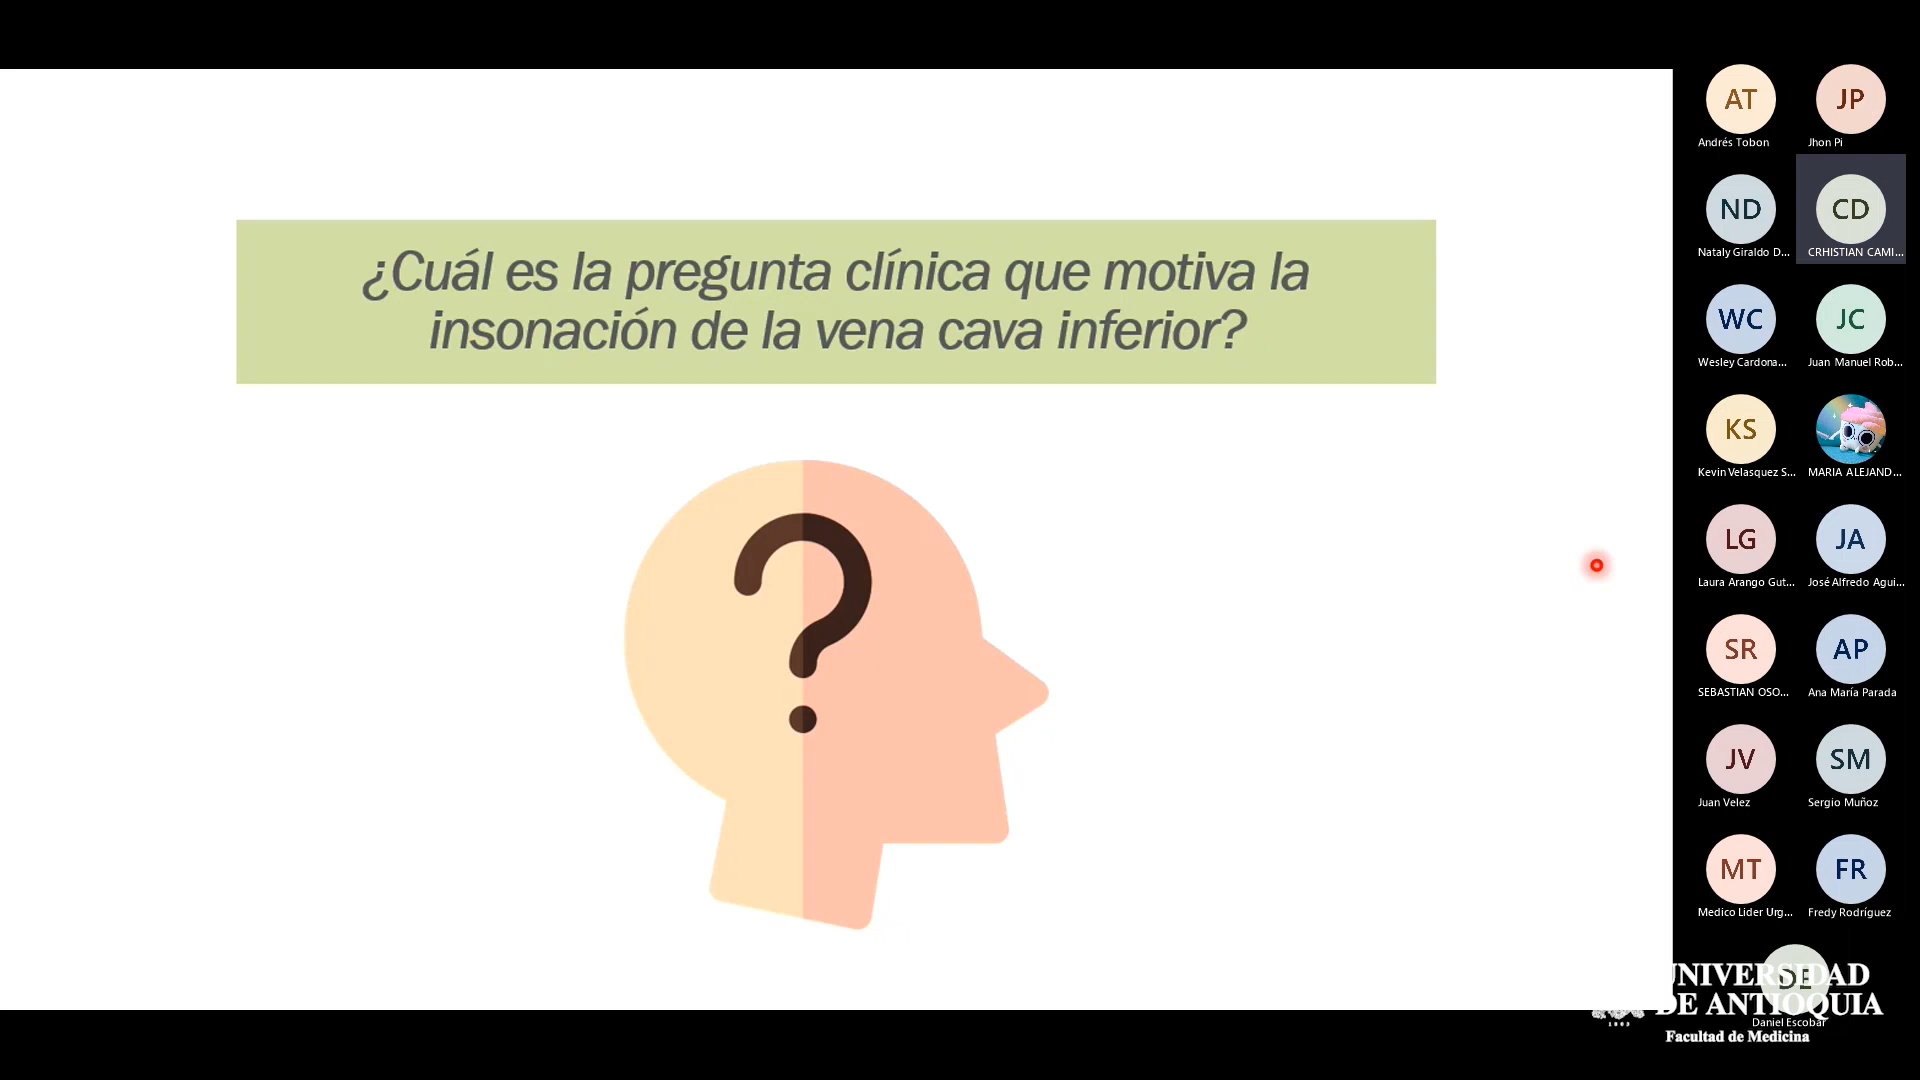 ¿Cuál es la pregunta clínica que motiva la
insonación de la vena cava inferior?
AT
Andrés Tobon
JP
Jhon Pi
ND
Nataly Giraldo D...
CD
CRHISTIAN CAMI...
WC
Wesley Cardona...
JC
Juan Manuel Rob...
KS
Kevin Velasquez S...
MARIA ALEJAND...
LG
Laura Arango Gut...
JA
José Alfredo Agui...
SR
SEBASTIAN OSO...
AP
Ana María Parada
JV
Juan Velez
SM
Sergio Muñoz
MT
Medico Lider Urg...
FR
Fredy Rodríguez
DE
Daniel Escobar
UNIVERSIDAD
DE ANTIOQUIA
1803
Facultad de Medicina